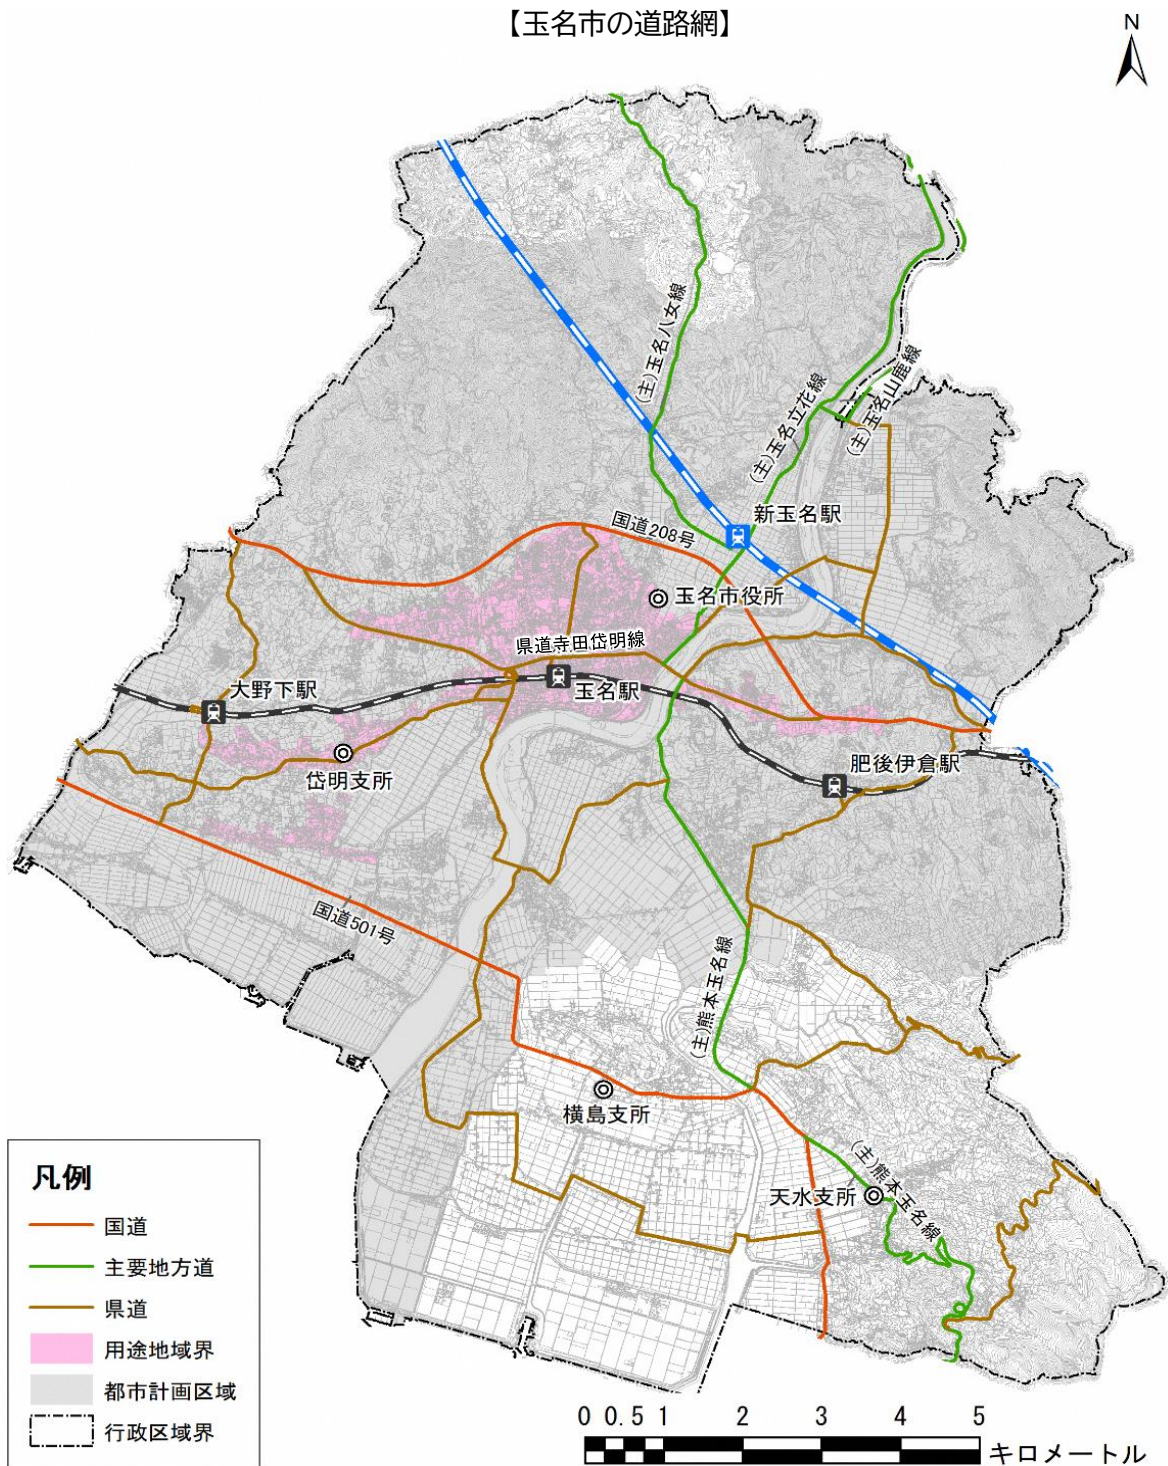 【玉名市の道路網】
N
(主)玉名八女線
(主)玉名立花線
(主)玉名山鹿線
新玉名駅
国道208号
玉名市役所
県道寺田岱明線
大野下駅
玉名駅
肥後伊倉駅
岱明支所
国道501号
(主)熊本玉名線
横島支所
天水支所
(主)熊本玉名線
凡例
国道
主要地方道
県道
用途地域界
都市計画区域
行政区域界
0 0.5 1 2 3 4 5
キロメートル